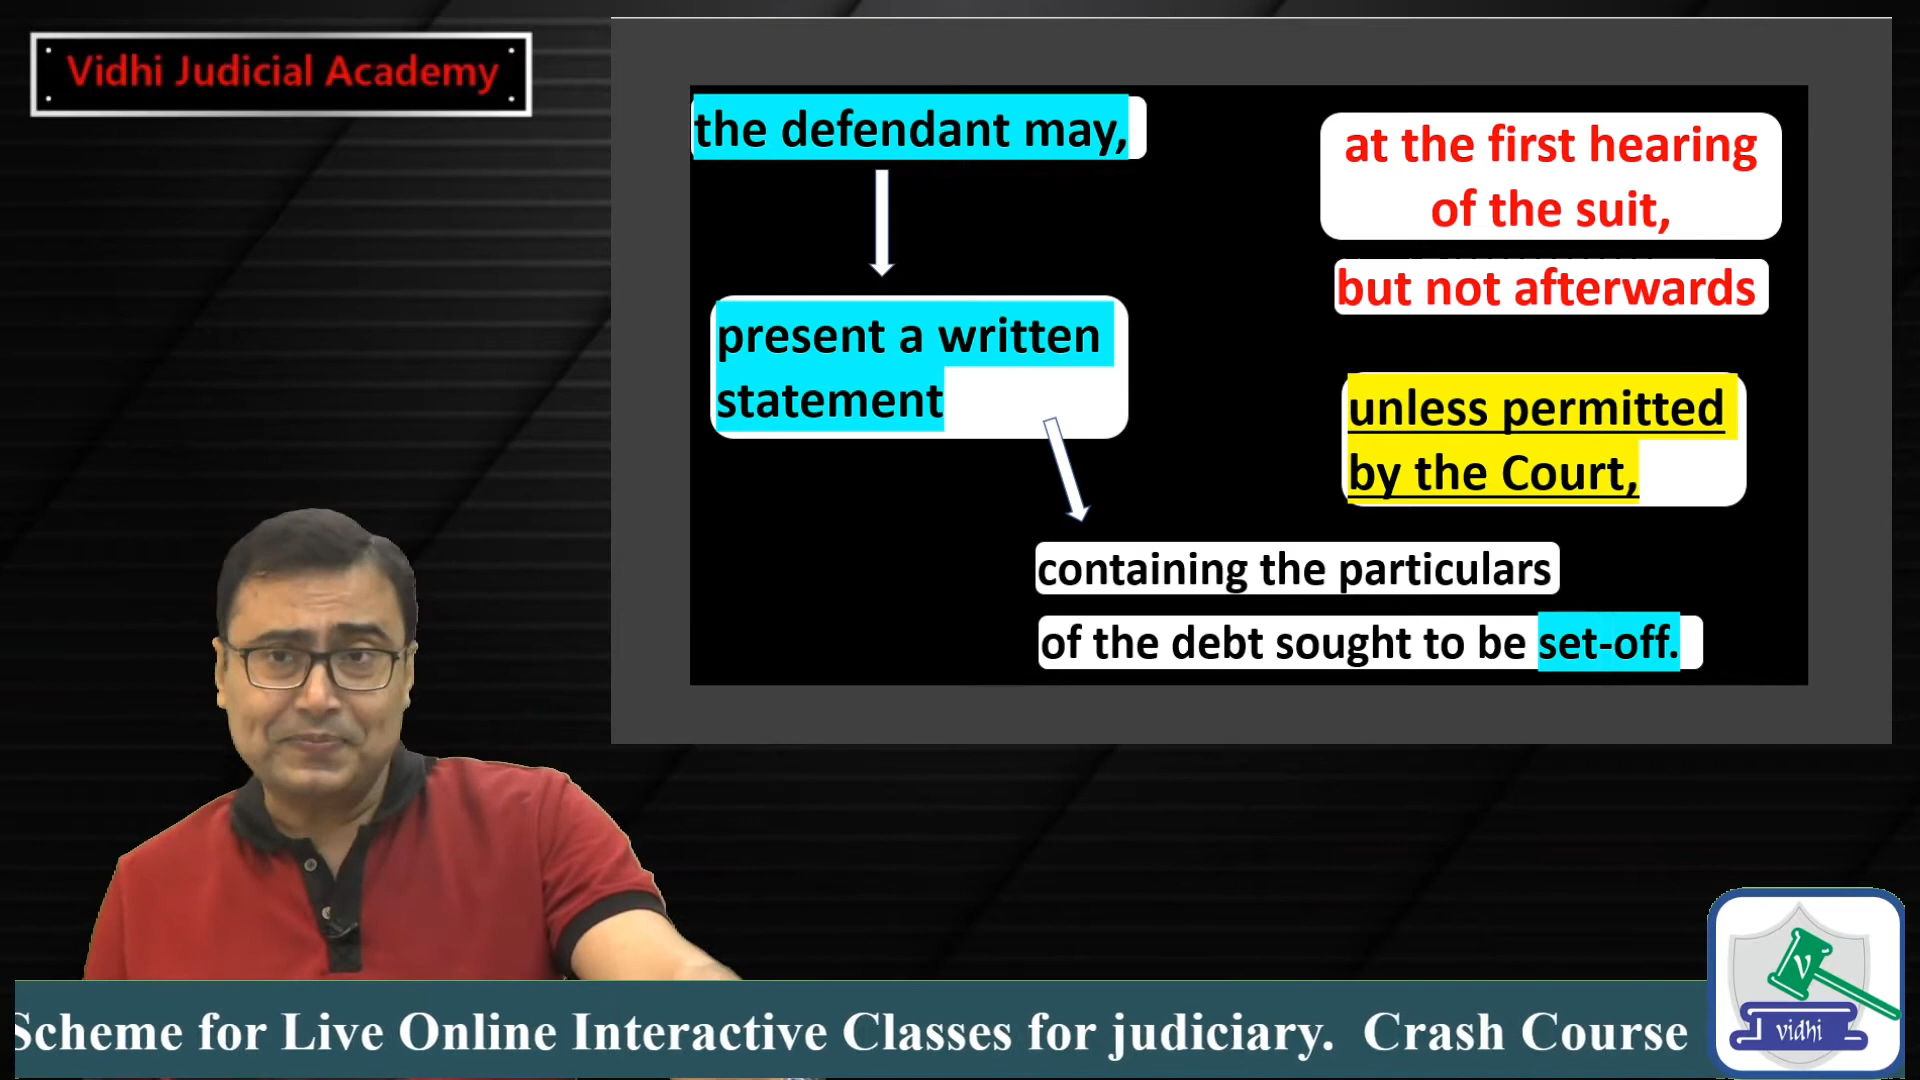 Vidhi Judicial Academy
the defendant may,
at the first hearing
of the suit,
but not afterwards
present a written
statement
unless permitted
by the Court,
containing the particulars
of the debt sought to be set-off.
Scheme for Live Online Interactive Classes for judiciary. Crash Course
V
vidhi